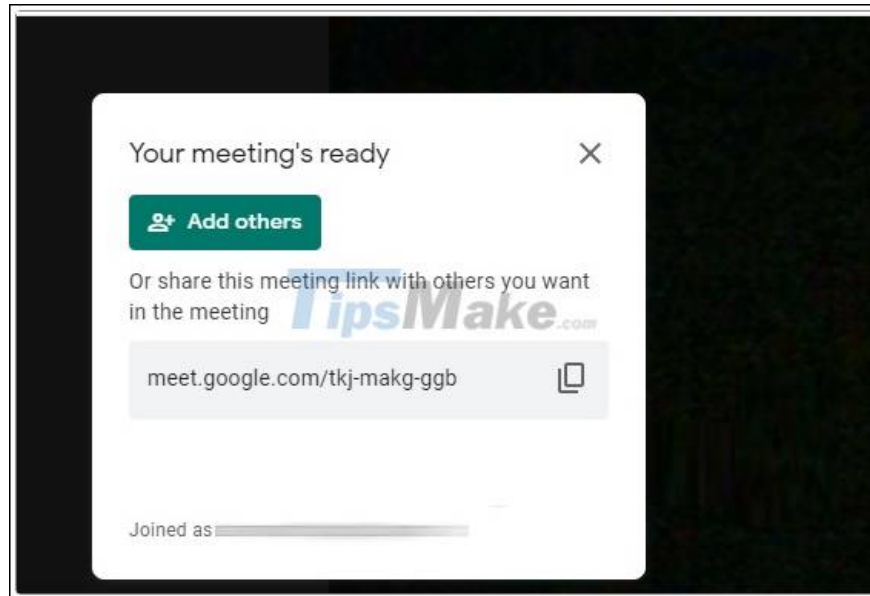 Your meeting's ready
Add others
Or share this meeting link with others you want
in the meeting
TipsMake.com
meet.google.com/tkj-makg-ggb
Joined as